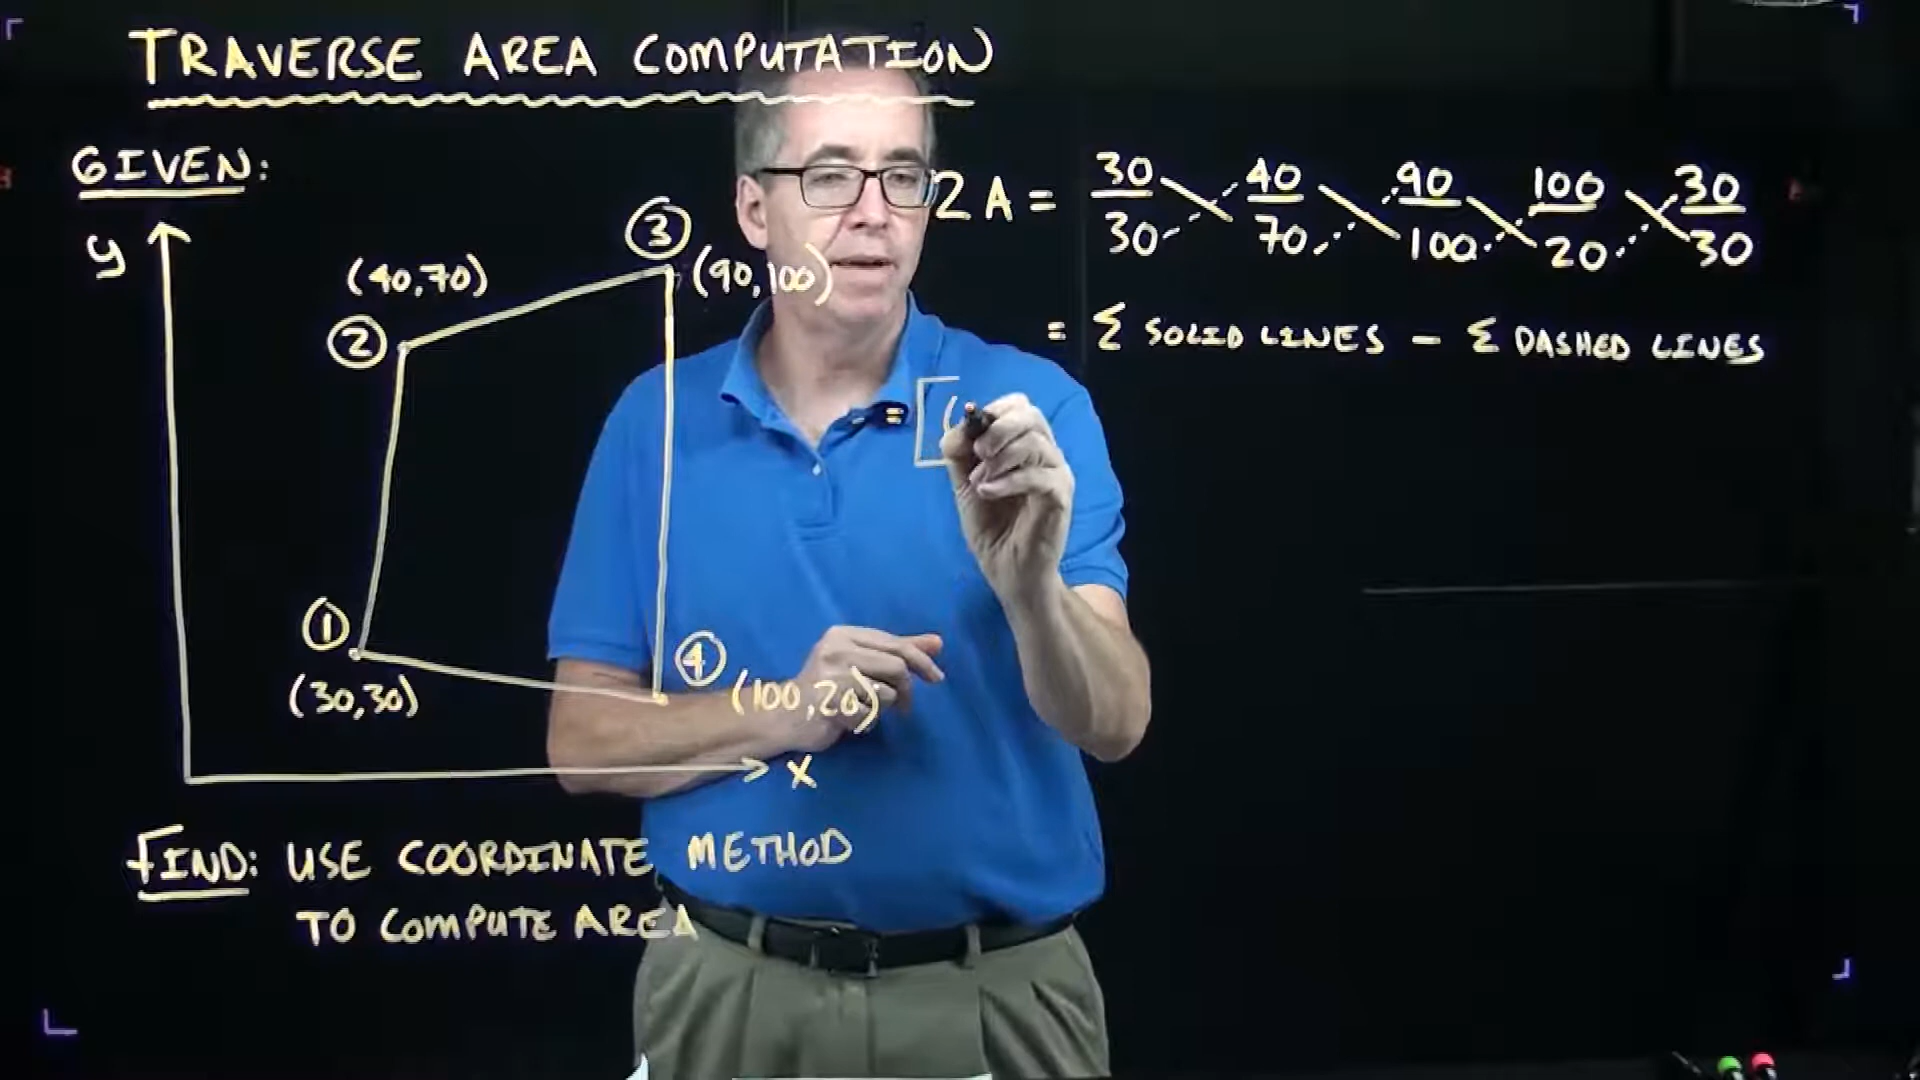 TRAVERSE AREA COMPUTATION
GIVEN:
y
(40,70)
2
3
(90,100)
1
(30,30)
4
(100,20)
x
FIND: USE COORDINATE METHOD
TO COMPUTE AREA
2A = 30/30 40/70 90/100 100/20 30/30
= Σ SOLID LINES - Σ DASHED LINES
= [(